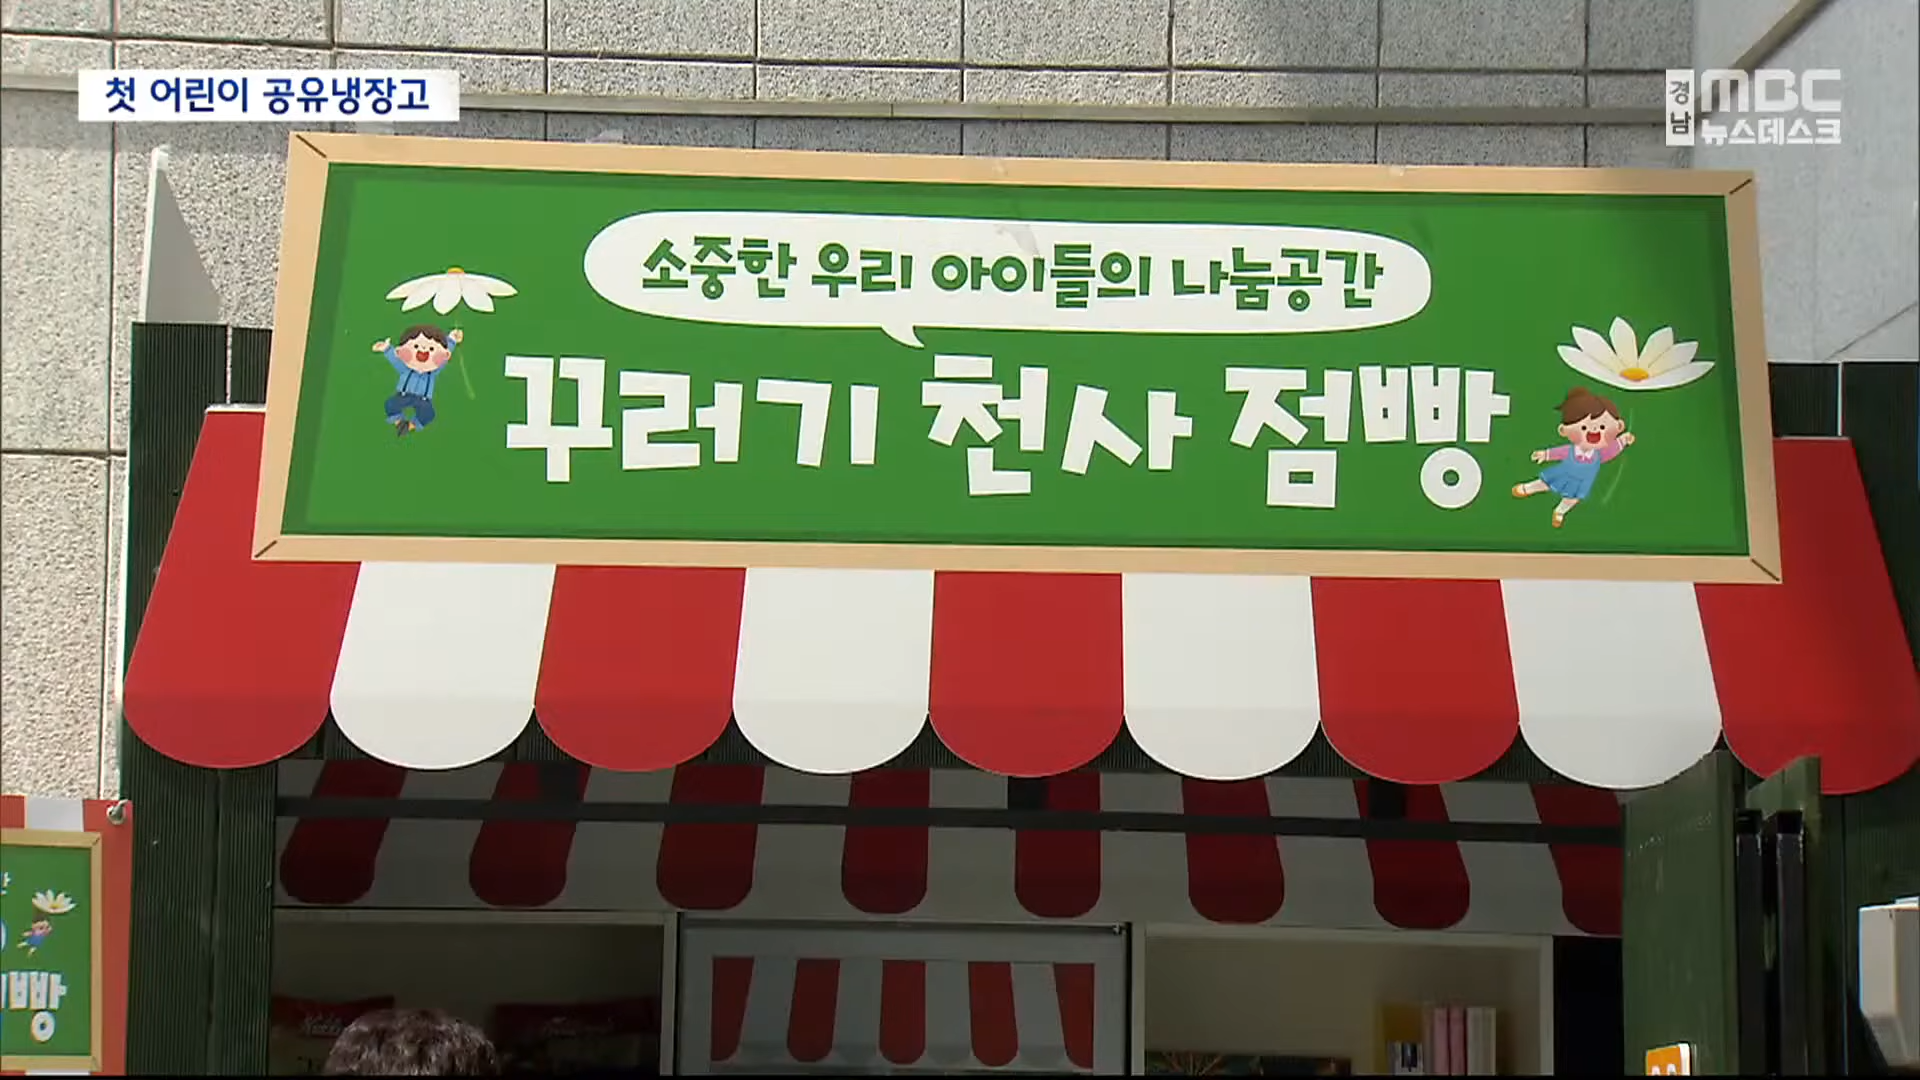 첫 어린이 공유냉장고
경남
MBC
뉴스데스크
소중한 우리 아이들의 나눔공간
꾸러기 천사 점빵
빵